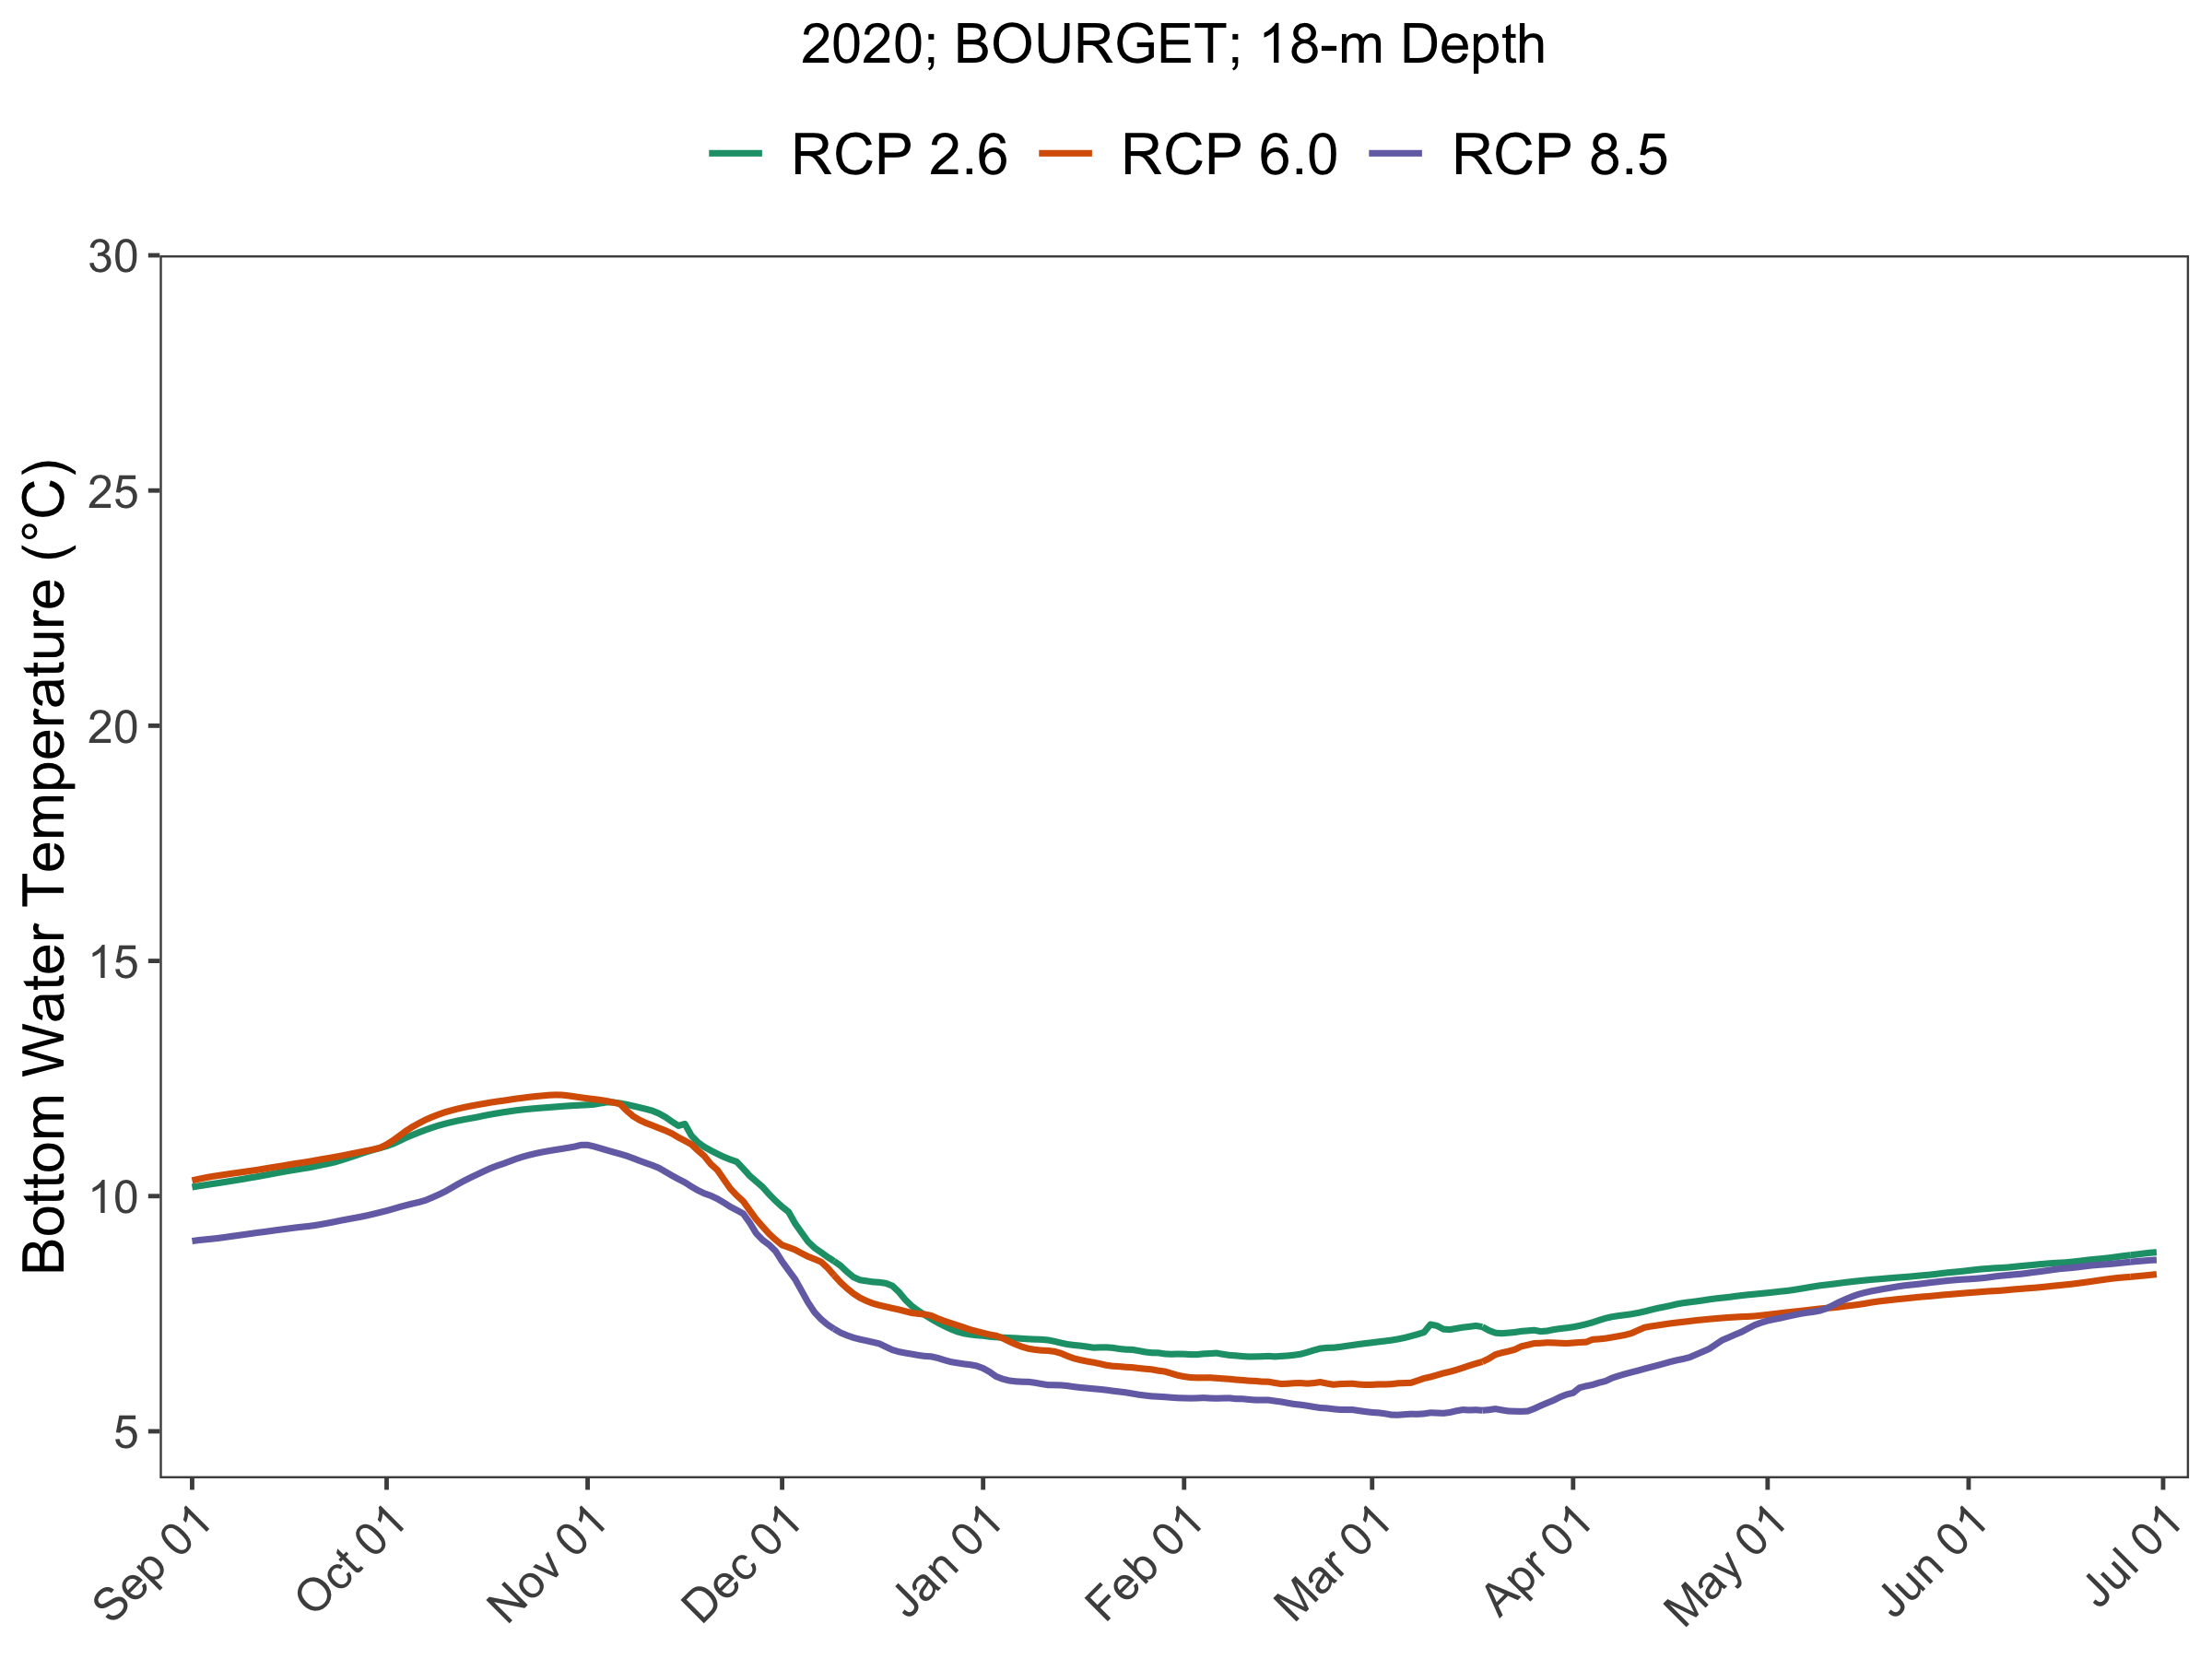 2020; BOURGET; 18-m Depth
RCP 2.6 RCP 6.0 RCP 8.5
Bottom Water Temperature (°C)
30
25
20
15
10
5
Sep 01 Oct 01 Nov 01 Dec 01 Jan 01 Feb 01 Mar 01 Apr 01 May 01 Jun 01 Jul 01